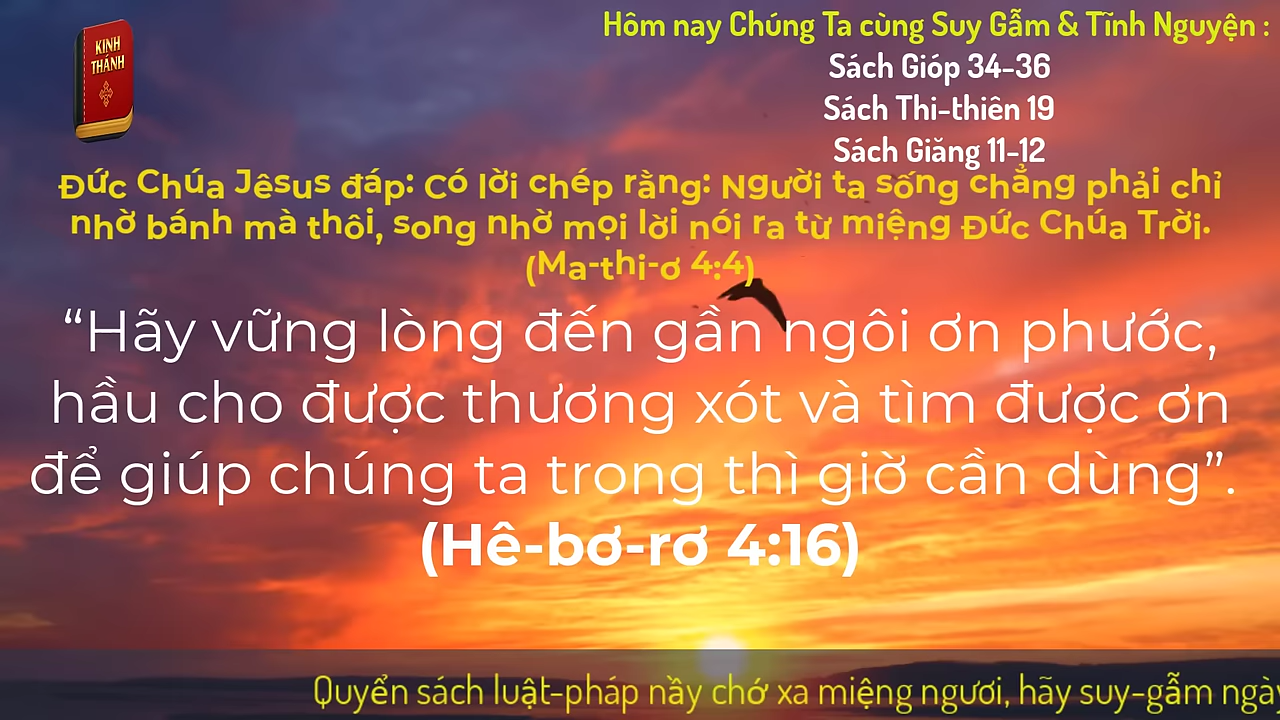 KINH
THÁNH
Hôm nay Chúng Ta cùng Suy Gẫm & Tĩnh Nguyện :
Sách Gióp 34-36
Sách Thi-thiên 19
Sách Giăng 11-12
Đức Chúa Jêsus đáp: Có lời chép rằng: Người ta sống chẳng phải chỉ
nhờ bánh mà thôi, song nhờ mọi lời nói ra từ miệng Đức Chúa Trời.
(Ma-thi-ơ 4:4)
“Hãy vững lòng đến gần ngôi ơn phước,
hầu cho được thương xót và tìm được ơn
để giúp chúng ta trong thì giờ cần dùng”.
(Hê-bơ-rơ 4:16)
Quyển sách luật-pháp nầy chớ xa miệng ngươi, hãy suy-gẫm ngày